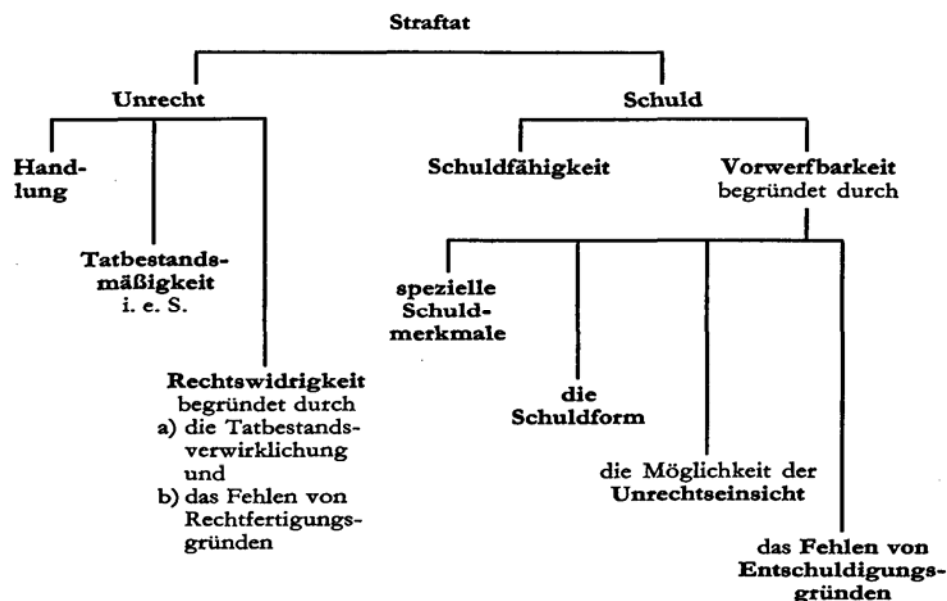 Straftat
Unrecht
Schuld
Hand-
lung
Tatbestands-
mäßigkeit
i. e. S.
Rechtswidrigkeit
begründet durch
a) die Tatbestands-
verwirklichung
und
b) das Fehlen von
Rechtfertigungs-
gründen
Schuldfähigkeit
Vorwerfbarkeit
begründet durch
spezielle
Schuld-
merkmale
die
Schuldform
die Möglichkeit der
Unrechtseinsicht
das Fehlen von
Entschuldigungs-
gründen